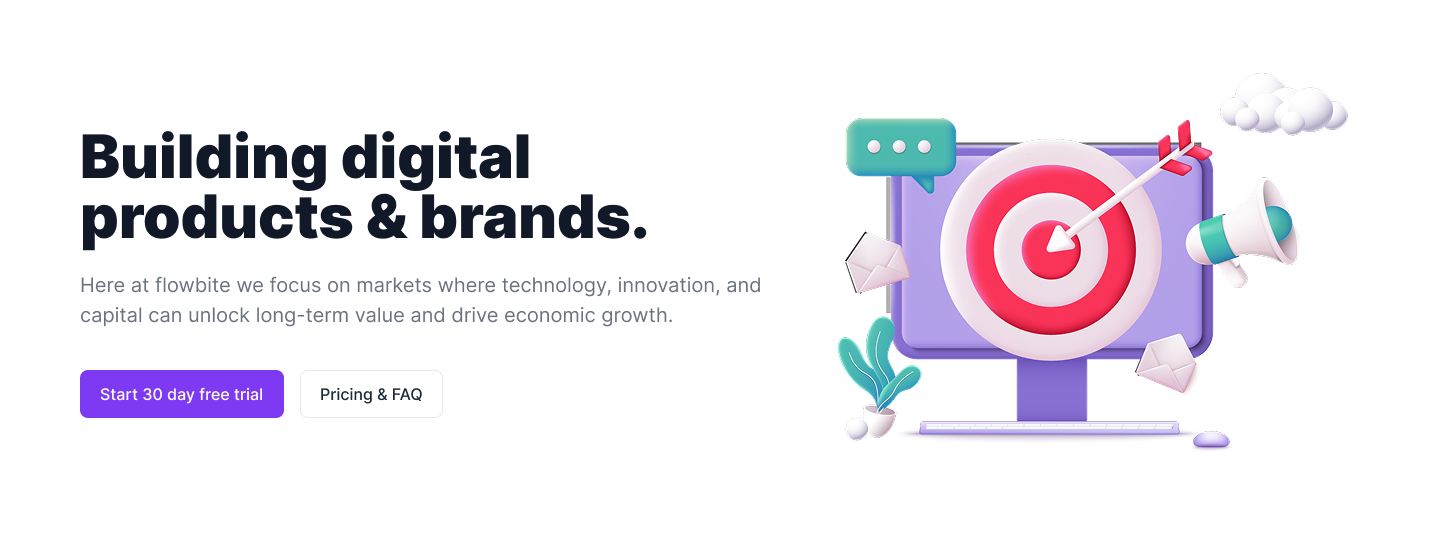 Building digital
products & brands.
Here at flowbite we focus on markets where technology, innovation, and
capital can unlock long-term value and drive economic growth.
Start 30 day free trial
Pricing & FAQ